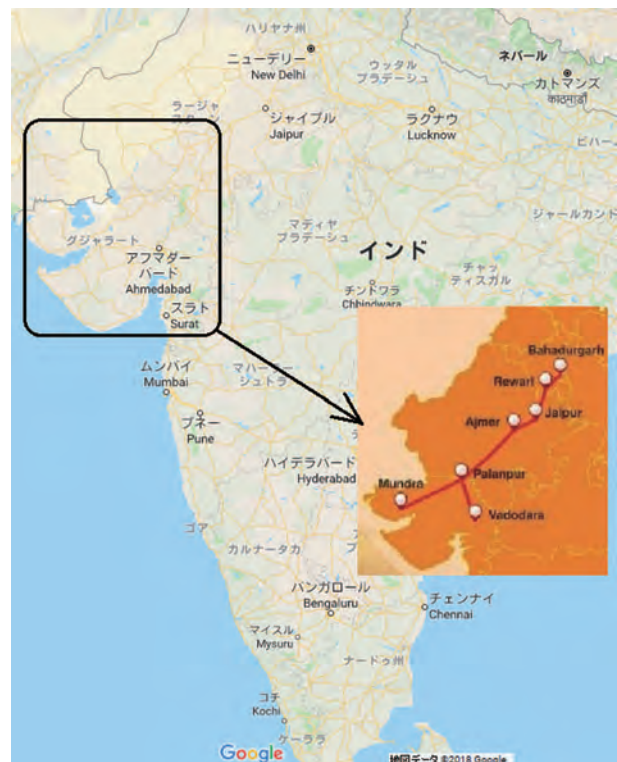 ハリヤナ州
ネパール
ニューデリー
New Delhi
ウッタル
プラデーシュ
カトマンズ
काठमाडौं
ラージャ
スターン
ジャイプル
Jaipur
ラクナウ
Lucknow
ビハー
ジャールカンド
グジャラート
マディヤ
プラデーシュ
アフマダー
バード
Ahmedabad
インド
チャッ
ティスガル
チンドワラ
Chhindwara
スラト
Surat
ムンバイ
Mumbai
マハーラー
シュトラ
プネー
Pune
ハイデラバード
Hyderabad
Bahadurgarh
Rewari
Jaipur
Ajmer
Palanpur
Mundra
Vadodara
ゴア
カルナータカ
バンガロール
Bengaluru
チェンナイ
Chennai
マイスル
Mysuru
ナードゥ州
コチ
Kochi
ケーララ
Google
地図データ ©2018 Google